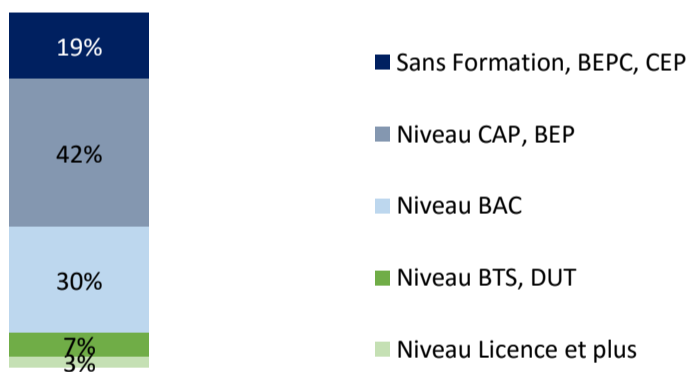 19%
42%
30%
7%
3%
Sans Formation, BEPC, CEP
Niveau CAP, BEP
Niveau BAC
Niveau BTS, DUT
Niveau Licence et plus